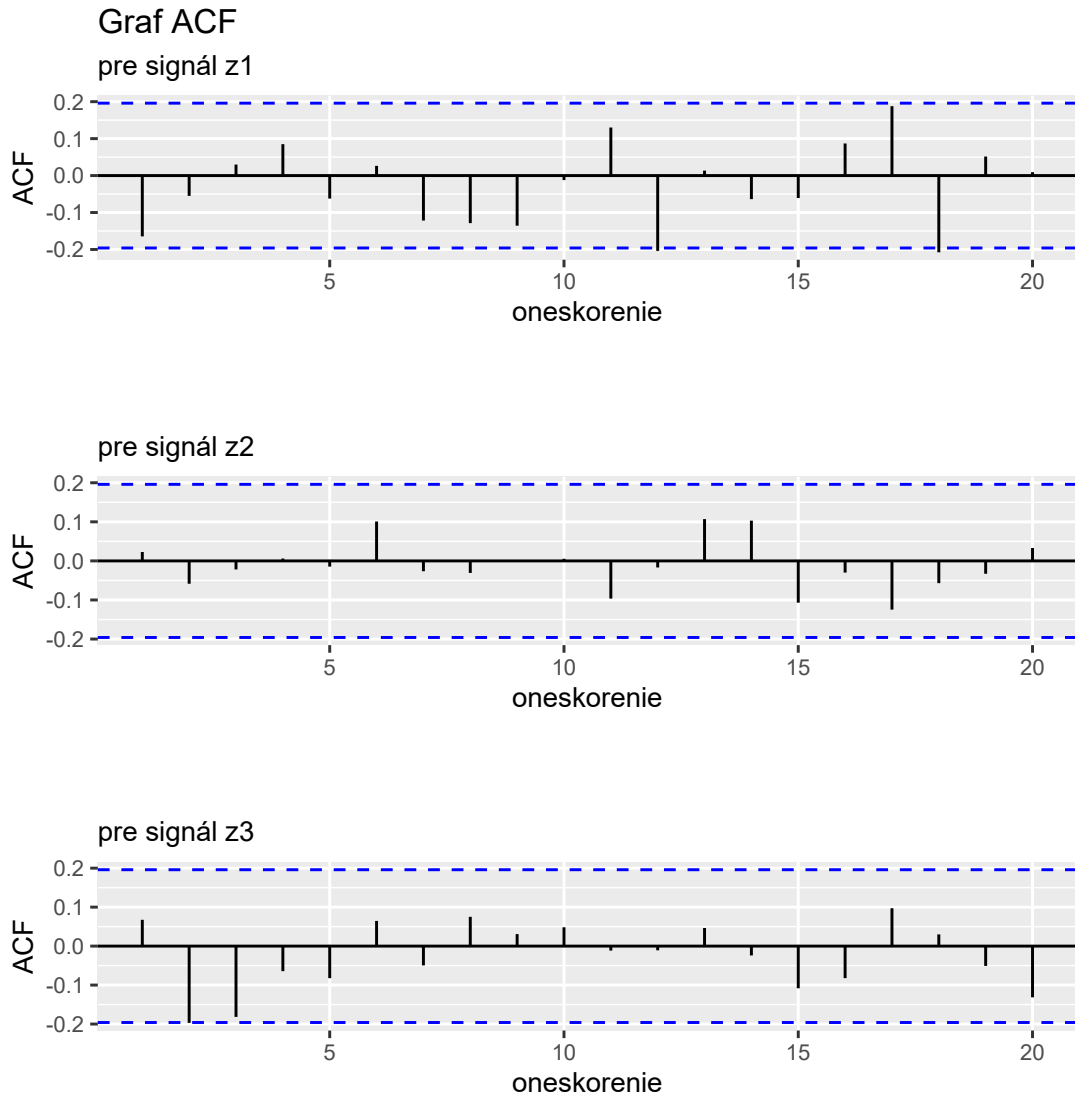 Graf ACF
pre signál z1
0.2
0.1
0.0
-0.1
-0.2
ACF
5 10 15 20
oneskorenie
pre signál z2
0.2
0.1
0.0
-0.1
-0.2
ACF
5 10 15 20
oneskorenie
pre signál z3
0.2
0.1
0.0
-0.1
-0.2
ACF
5 10 15 20
oneskorenie